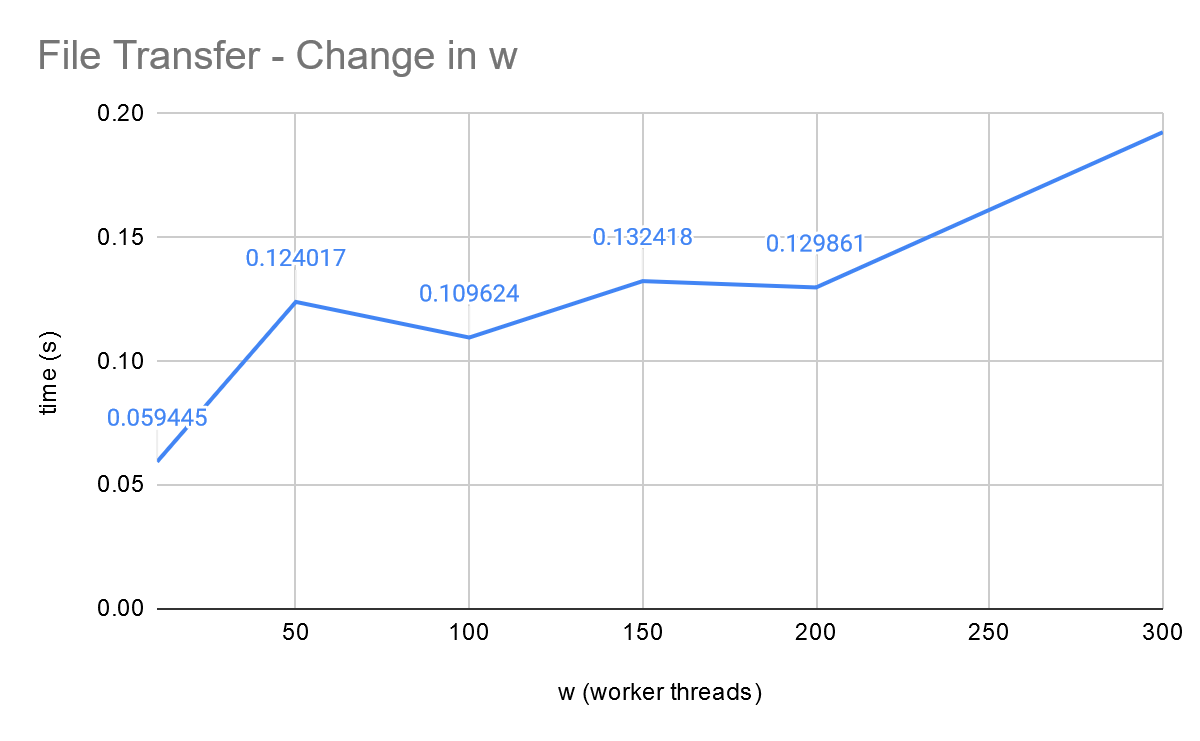 File Transfer - Change in w
0.20
0.15
0.10
0.05
0.00
time (s)
0.059445
0.124017
0.109624
0.132418
0.129861
50 100 150 200 250 300
w (worker threads)